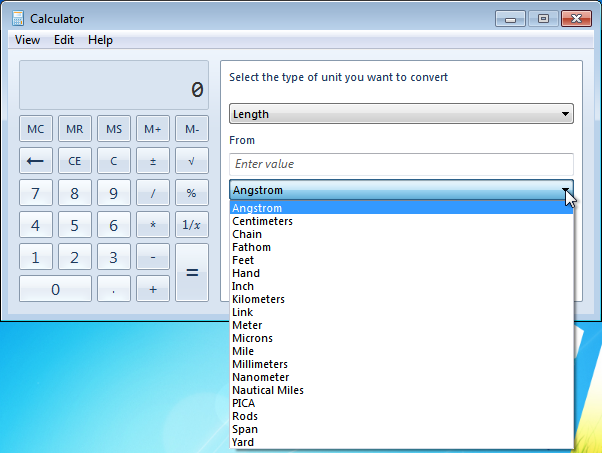 Calculator
View Edit Help
0
MC MR MS M+ M-
← CE C ± √
7 8 9 / %
4 5 6 * 1/x
1 2 3 - =
0 . +
Select the type of unit you want to convert
Length
From
Enter value
Angstrom
Angstrom
Centimeters
Chain
Fathom
Feet
Hand
Inch
Kilometers
Link
Meter
Microns
Mile
Millimeters
Nanometer
Nautical Miles
PICA
Rods
Span
Yard